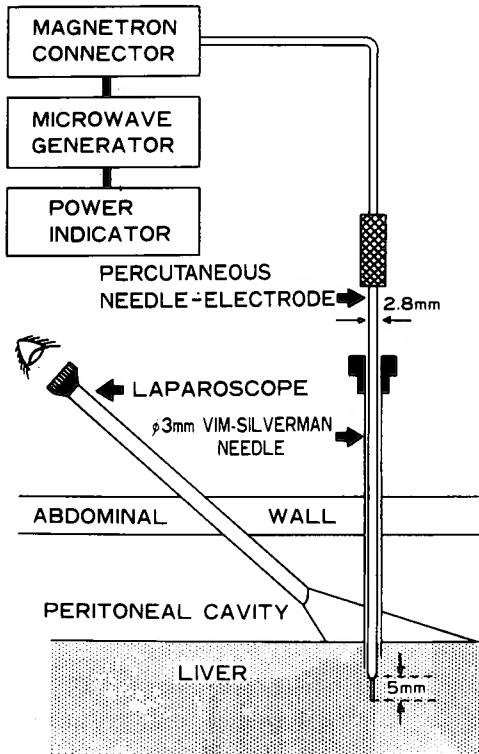 MAGNETRON
CONNECTOR
MICROWAVE
GENERATOR
POWER
INDICATOR
PERCUTANEOUS
NEEDLE-ELECTRODE
2.8mm
LAPAROSCOPE
φ3mm VIM-SILVERMAN
NEEDLE
ABDOMINAL WALL
PERITONEAL CAVITY
LIVER
5mm